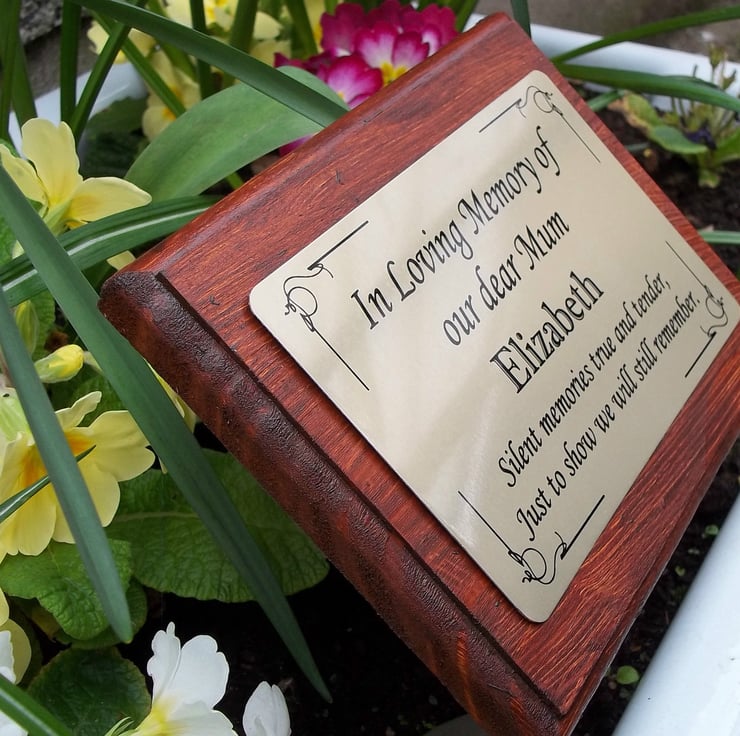 In Loving Memory of
our dear Mum
Elizabeth
Silent memories true and tender,
Just to show we will still remember.